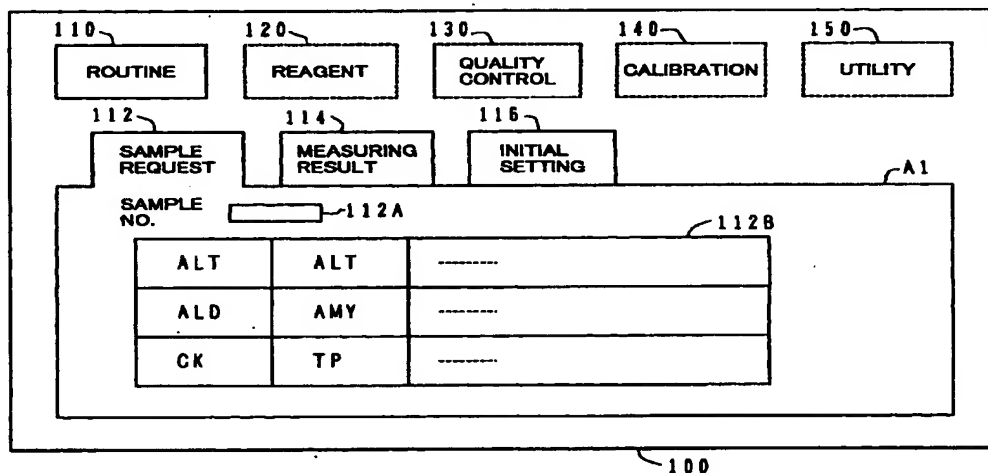 110 120 130 140 150
ROUTINE REAGENT QUALITY CONTROL CALIBRATION UTILITY
112 114 116
SAMPLE REQUEST MEASURING RESULT INITIAL SETTING
A1
SAMPLE NO. 112A
112B
ALT ALT --------
ALD AMY --------
CK TP --------
100